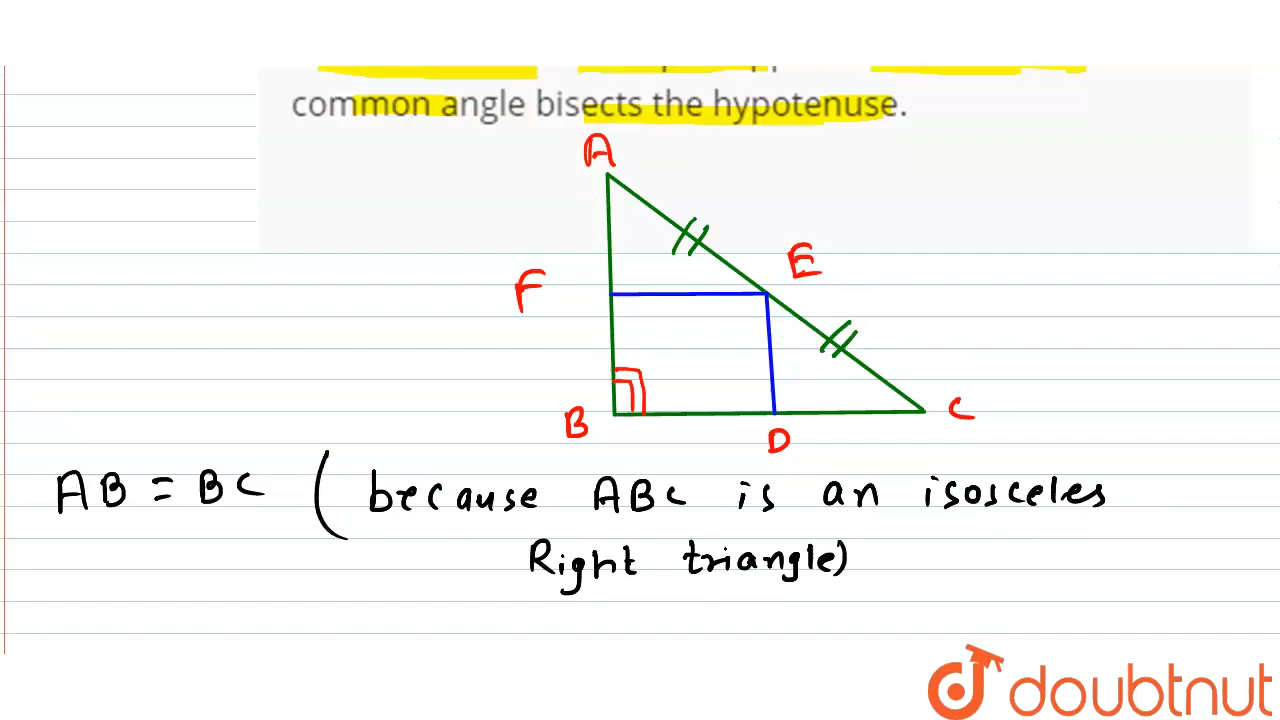 common angle bisects the hypotenuse.
A
E
F
B
D
C
AB = BC ( because ABC is an isosceles
Right triangle)
doubtnut